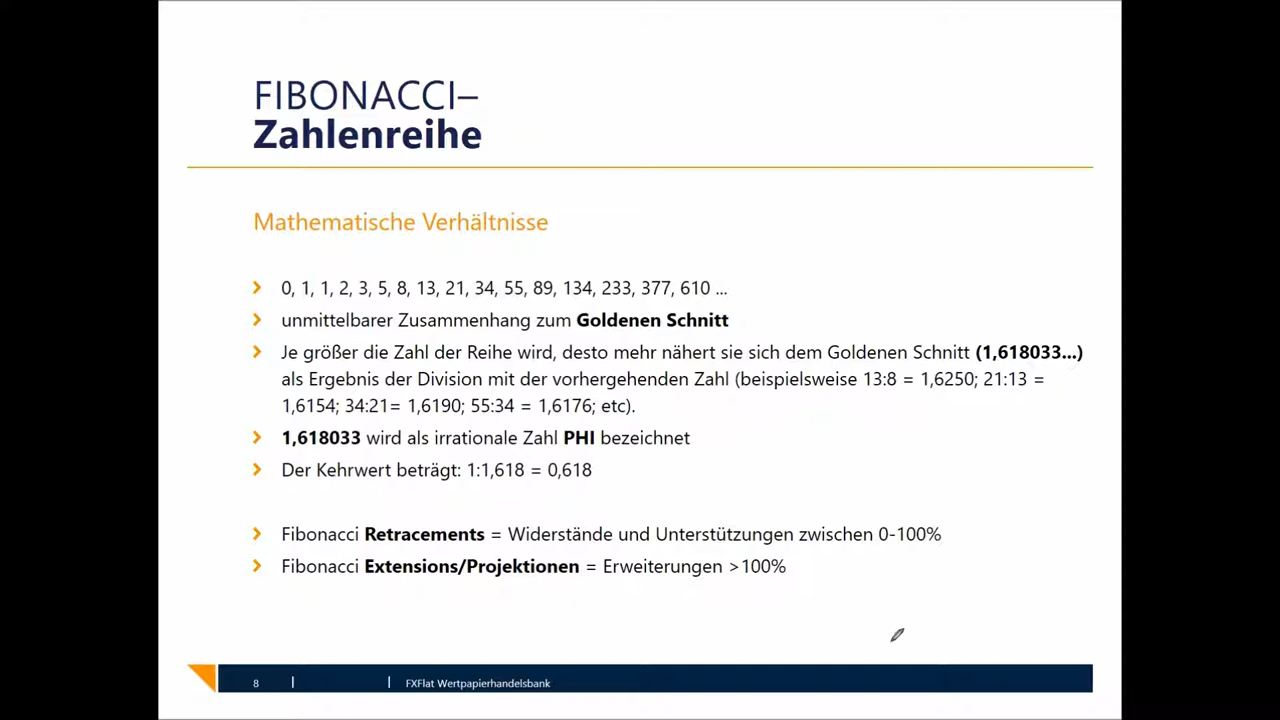 FIBONACCI–
Zahlenreihe
Mathematische Verhältnisse
0, 1, 1, 2, 3, 5, 8, 13, 21, 34, 55, 89, 134, 233, 377, 610 ...
unmittelbarer Zusammenhang zum Goldenen Schnitt
Je größer die Zahl der Reihe wird, desto mehr nähert sie sich dem Goldenen Schnitt (1,618033...)
als Ergebnis der Division mit der vorhergehenden Zahl (beispielsweise 13:8 = 1,6250; 21:13 =
1,6154; 34:21= 1,6190; 55:34 = 1,6176; etc).
1,618033 wird als irrationale Zahl PHI bezeichnet
Der Kehrwert beträgt: 1:1,618 = 0,618
Fibonacci Retracements = Widerstände und Unterstützungen zwischen 0-100%
Fibonacci Extensions/Projektionen = Erweiterungen >100%
8 | | FXFlat Wertpapierhandelsbank